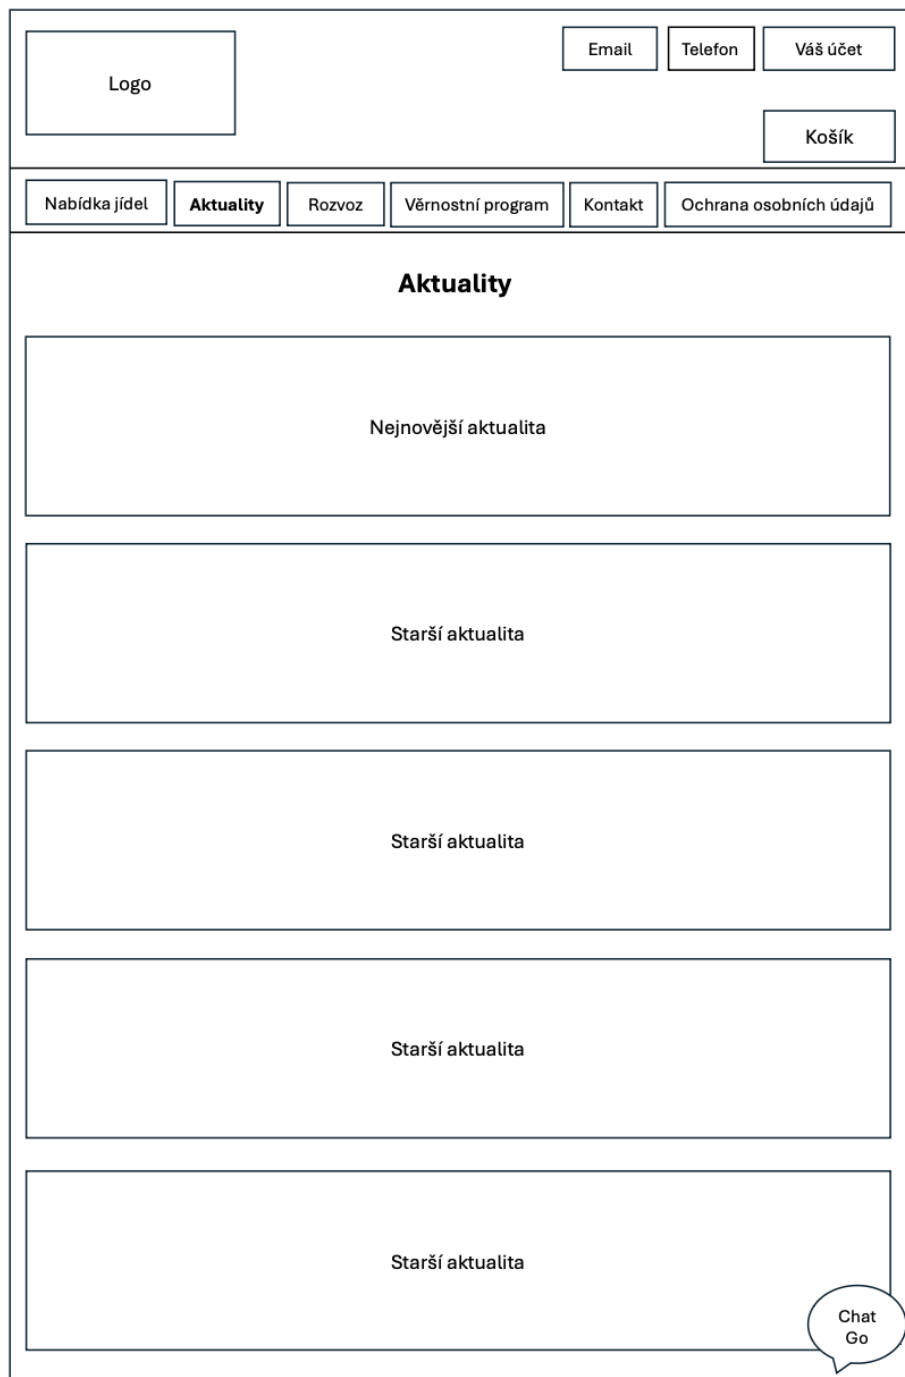 Logo
Email
Telefon
Váš účet
Košík
Nabídka jídel
Aktuality
Rozvoz
Věrnostní program
Kontakt
Ochrana osobních údajů
Aktuality
Nejnovější aktualita
Starší aktualita
Starší aktualita
Starší aktualita
Starší aktualita
Chat
Go